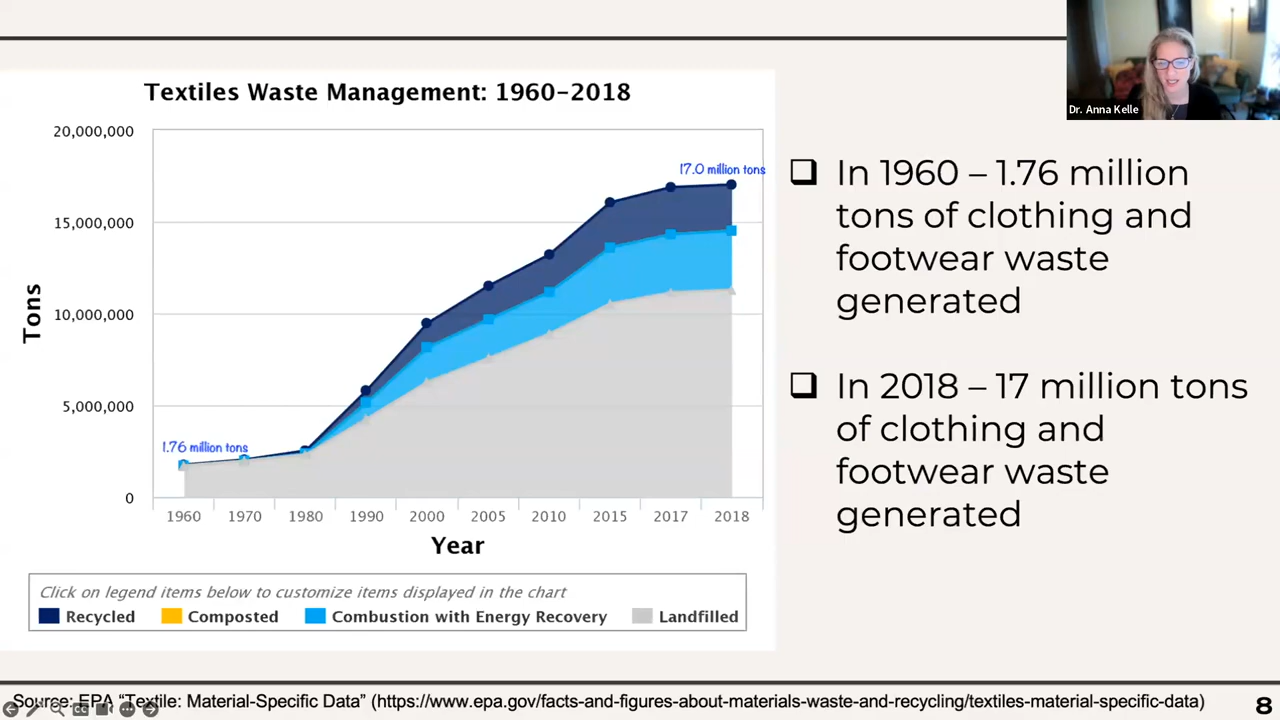 Textiles Waste Management: 1960–2018
20,000,000
15,000,000
10,000,000
5,000,000
0
Tons
17.0 million tons
1.76 million tons
1960 1970 1980 1990 2000 2005 2010 2015 2017 2018
Year
Click on legend items below to customize items displayed in the chart
Recycled Composted Combustion with Energy Recovery Landfilled
Dr. Anna Kelle
In 1960 – 1.76 million
tons of clothing and
footwear waste
generated
In 2018 – 17 million tons
of clothing and
footwear waste
generated
Source: EPA “Textile: Material-Specific Data” (https://www.epa.gov/facts-and-figures-about-materials-waste-and-recycling/textiles-material-specific-data)
8